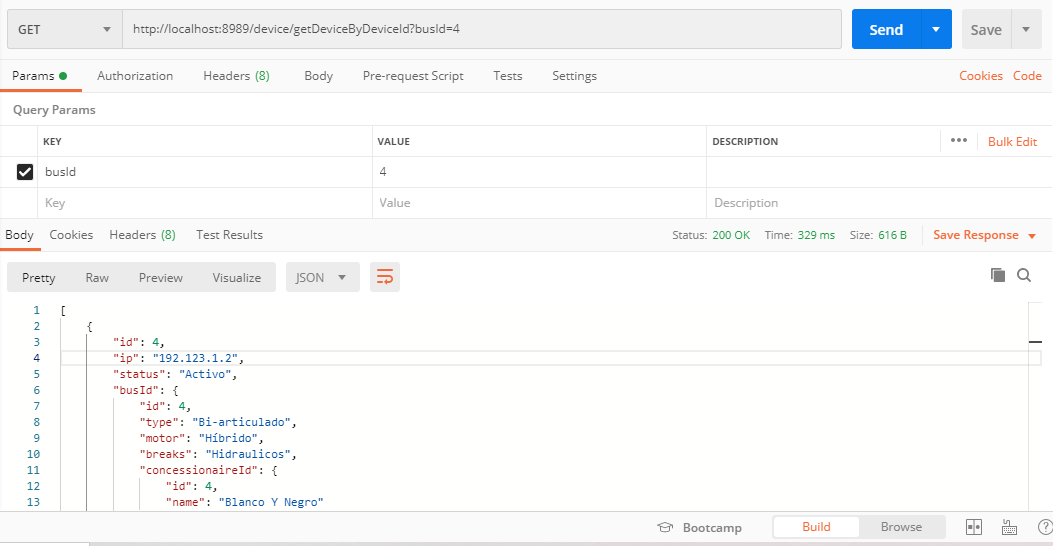 GET http://localhost:8989/device/getDeviceByDeviceId?busId=4 Send Save
Params Authorization Headers (8) Body Pre-request Script Tests Settings Cookies Code
Query Params
KEY VALUE DESCRIPTION ••• Bulk Edit
busId 4
Key Value Description
Body Cookies Headers (8) Test Results Status: 200 OK Time: 329 ms Size: 616 B Save Response
Pretty Raw Preview Visualize JSON
1 [
2 {
3 "id": 4,
4 "ip": "192.123.1.2",
5 "status": "Activo",
6 "busId": {
7 "id": 4,
8 "type": "Bi-articulado",
9 "motor": "Híbrido",
10 "breaks": "Hidraulicos",
11 "concessionaireId": {
12 "id": 4,
13 "name": "Blanco Y Negro"
Bootcamp Build Browse ?